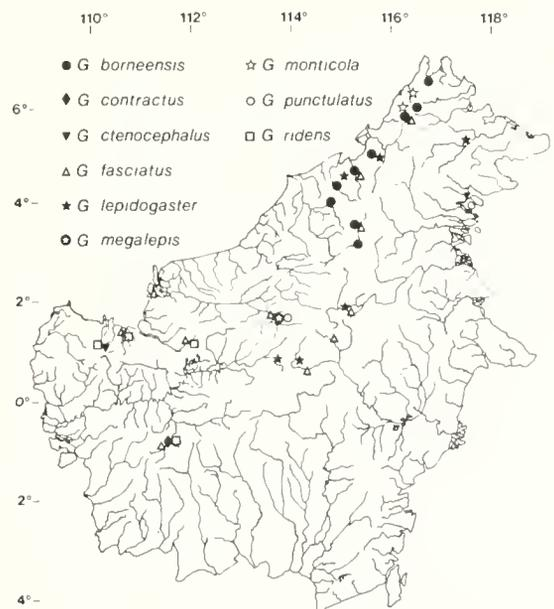 110° 114° 116° 118°
G borneensis
G contractus
G ctenocephalus
G fasciatus
G lepidogaster
G megalepis
G monticola
G punctulatus
G ridens
6°
4°
2°
0°
2°
4°